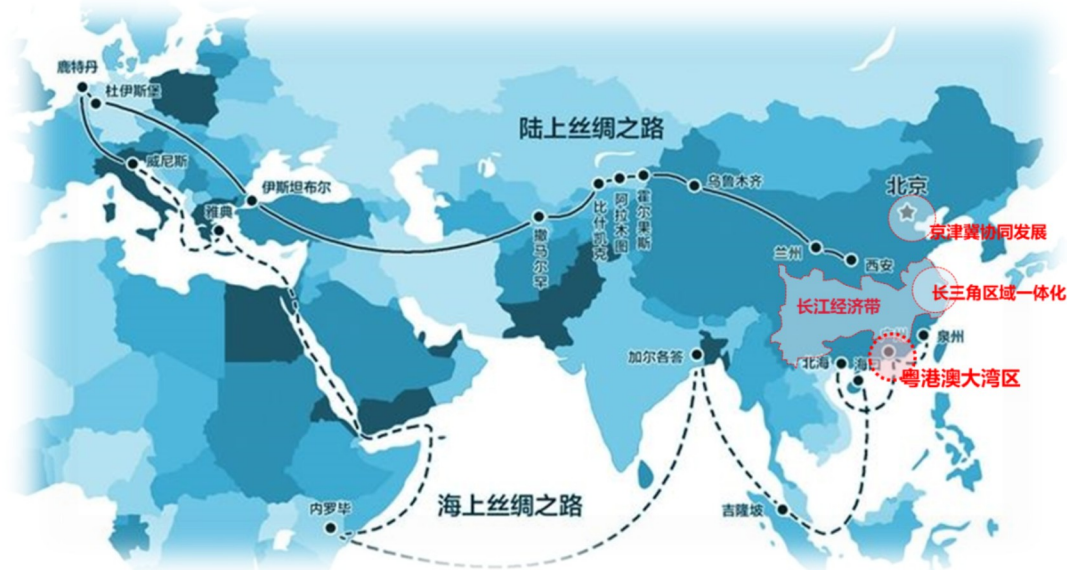 鹿特丹
杜伊斯堡
陆上丝绸之路
威尼斯
伊斯坦布尔
雅典
撒马尔罕
比什凯克
阿拉木图
霍尔果斯
乌鲁木齐
北京
京津冀协同发展
兰州
西安
长江经济带
长三角区域一体化
泉州
加尔各答
北海
海口
广州
粤港澳大湾区
海上丝绸之路
内罗毕
吉隆坡